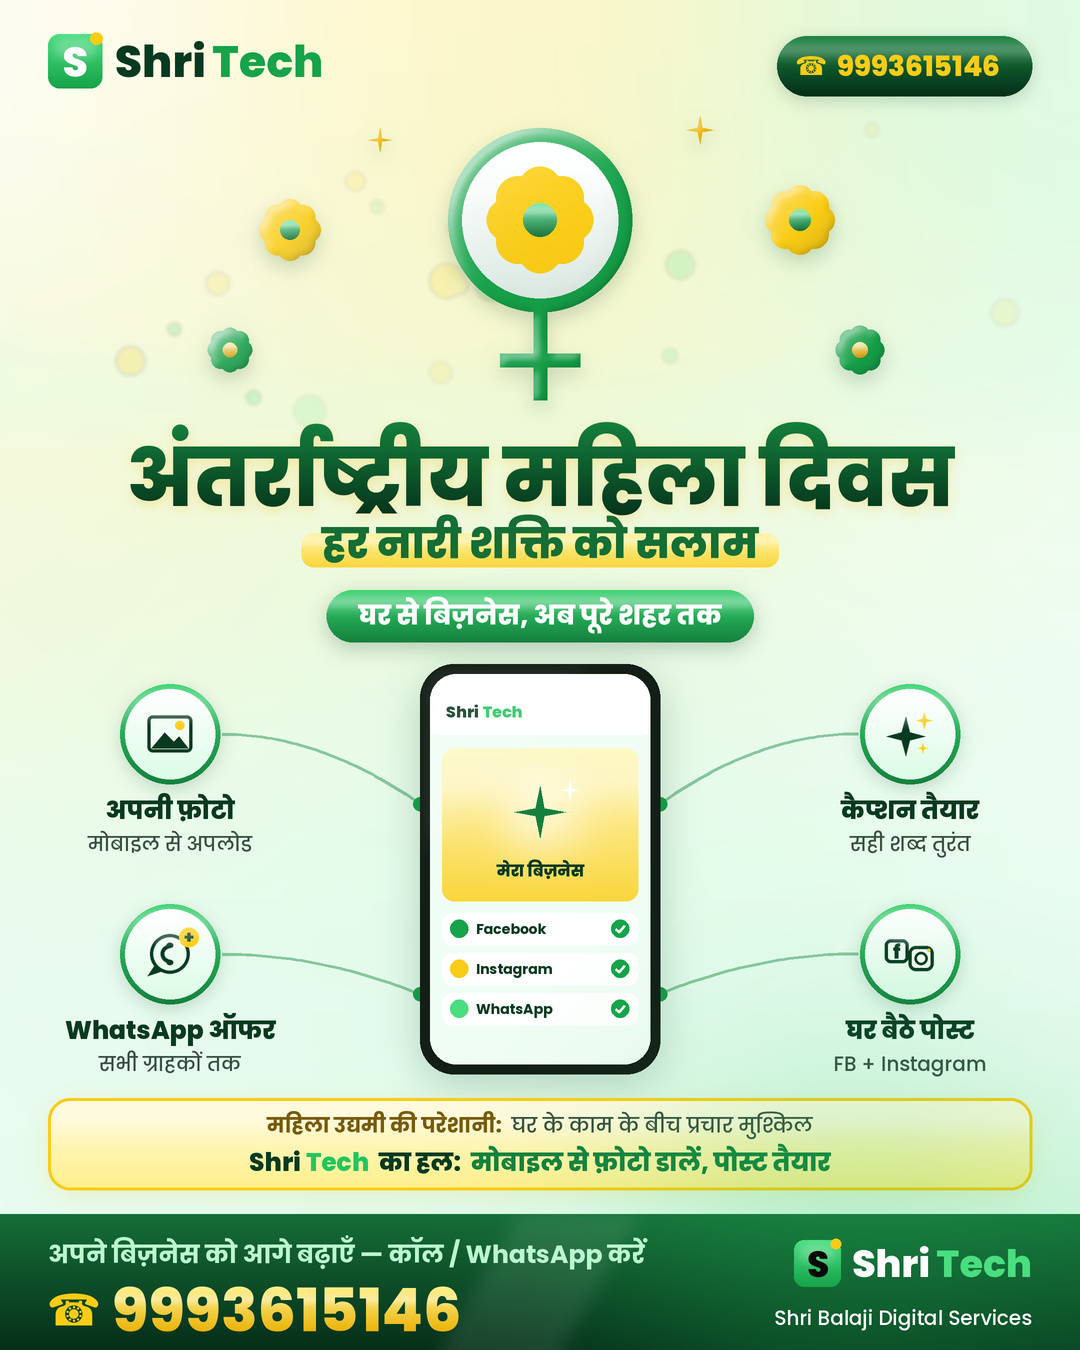 S Shri Tech
☎ 9993615146
अंतर्राष्ट्रीय महिला दिवस
हर नारी शक्ति को सलाम
घर से बिज़नेस, अब पूरे शहर तक
Shri Tech
मेरा बिज़नेस
Facebook
Instagram
WhatsApp
अपनी फ़ोटो
मोबाइल से अपलोड
कैप्शन तैयार
सही शब्द तुरंत
WhatsApp ऑफर
सभी ग्राहकों तक
घर बैठे पोस्ट
FB + Instagram
महिला उद्यमी की परेशानी: घर के काम के बीच प्रचार मुश्किल
Shri Tech का हल: मोबाइल से फ़ोटो डालें, पोस्ट तैयार
अपने बिज़नेस को आगे बढ़ाएँ — कॉल / WhatsApp करें
☎ 9993615146
S Shri Tech
Shri Balaji Digital Services